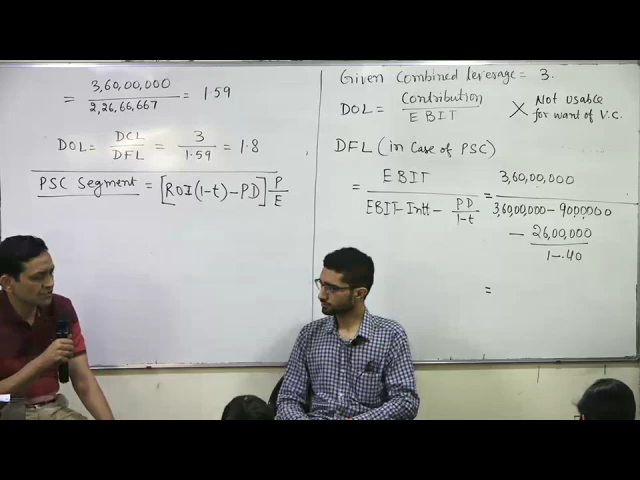 = 3,60,00,000 / 2,26,66,667 = 1.59
DOL = DCL / DFL = 3 / 1.59 = 1.8
PSC Segment = [ROI(1-t)-PD] P/E
Given Combined leverage = 3.
DOL = Contribution / EBIT X Not usable for want of V.C.
DFL (in Case of PSC)
= EBIT / EBIT-Intt - PD/1-t = 3,60,00,000 / 3,60,00,000 - 9000000
- 26,00,000 / 1-.40
=